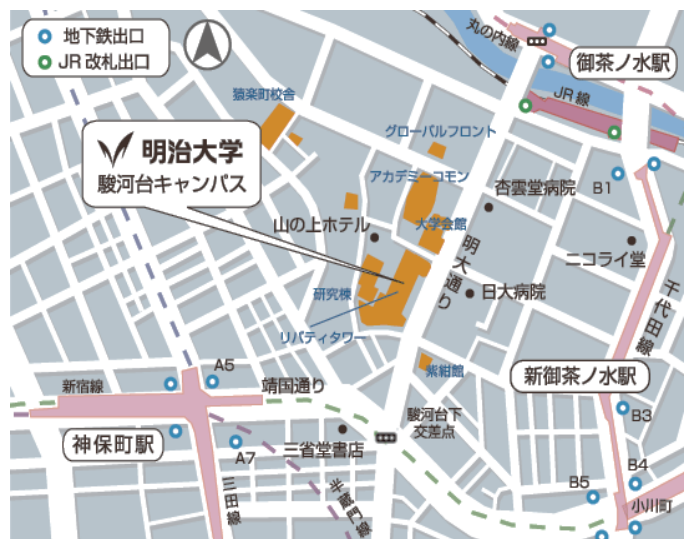 地下鉄出口
JR改札出口
丸の内線
御茶ノ水駅
JR線
猿楽町校舎
グローバルフロント
明治大学
駿河台キャンパス
アカデミーコモン
B1
杏雲堂病院
山の上ホテル
大学会館
明大通り
ニコライ堂
研究棟
日大病院
千代田線
リバティタワー
A5
紫紺館
新御茶ノ水駅
新宿線
靖国通り
駿河台下
交差点
B3
神保町駅
A7
三省堂書店
B4
三田線
半蔵門線
B5
小川町